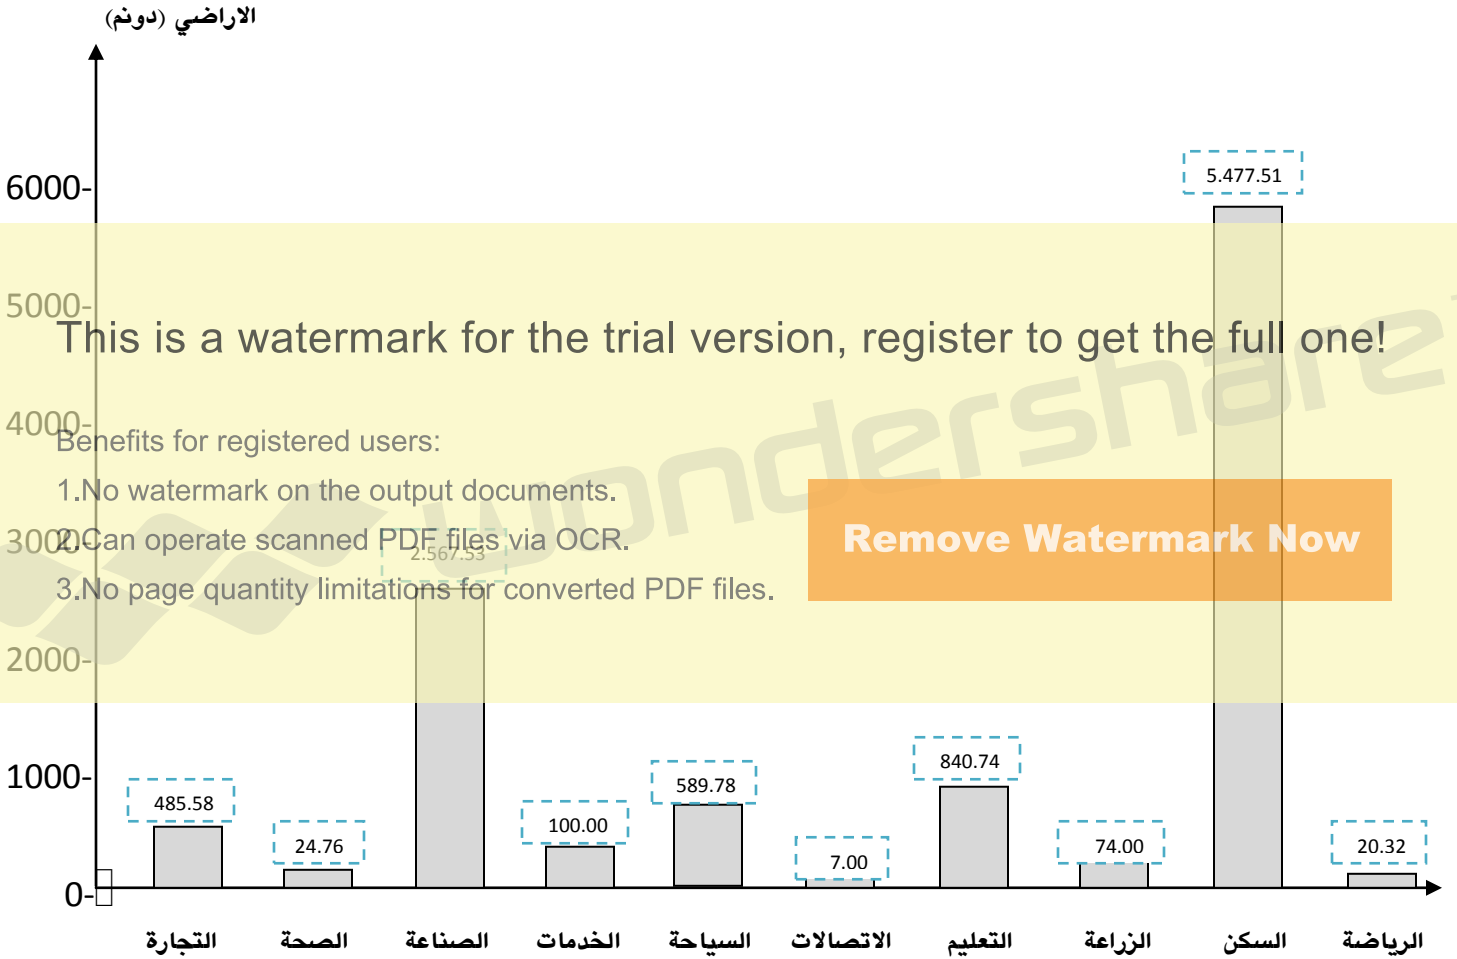 الاراضي (دونم)
6000-
5.477.51
5000-
This is a watermark for the trial version, register to get the full one!
4000-
Benefits for registered users:
1.No watermark on the output documents.
3000-
2.Can operate scanned PDF files via OCR.
Remove Watermark Now
2.567.53
3.No page quantity limitations for converted PDF files.
wondershare
2000-
1000-
485.58
24.76
100.00
589.78
7.00
840.74
74.00
20.32
0-
التجارة الصحة الصناعة الخدمات السياحة الاتصالات التعليم الزراعة السكن الرياضة